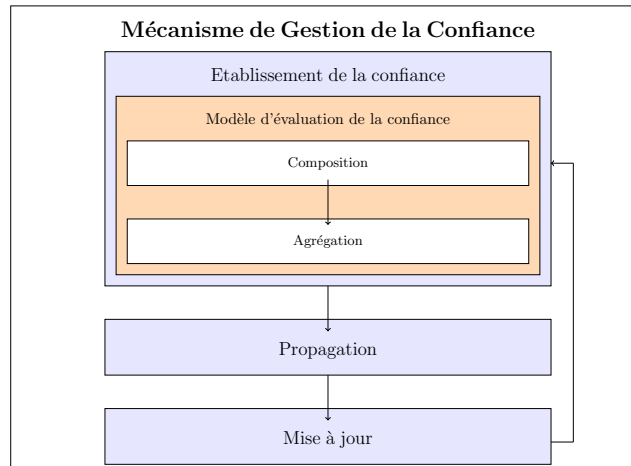 Mécanisme de Gestion de la Confiance
Etablissement de la confiance
Modèle d'évaluation de la confiance
Composition
Agrégation
Propagation
Mise à jour